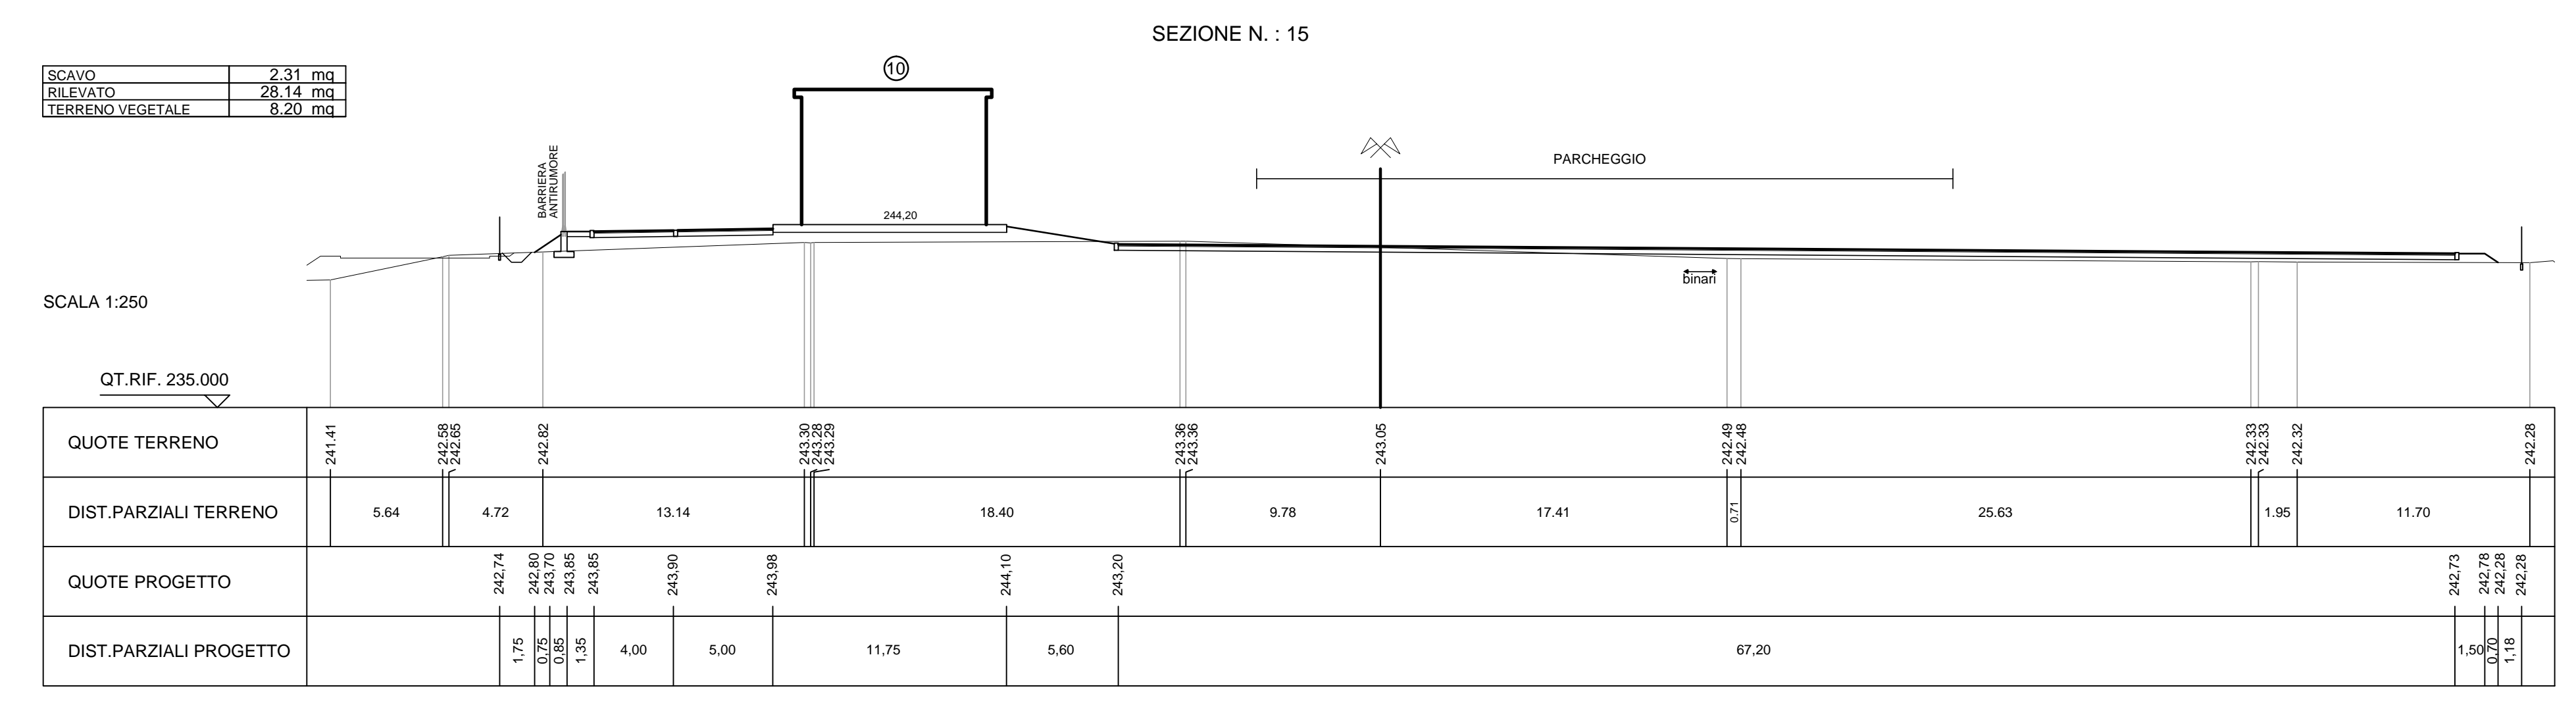 SEZIONE N. : 15
SCAVO 2.31 mq
RILEVATO 28.14 mq
TERRENO VEGETALE 8.20 mq
10
BARRIERA
ANTIRUMORE
PARCHEGGIO
244,20
binari
SCALA 1:250
QT.RIF. 235.000
QUOTE TERRENO 241.41 242.58 242.65 242.82 243.30 243.28 243.29 243.36 243.36 243.05 242.49 242.48 242.33 242.33 242.32 242.28
DIST.PARZIALI TERRENO 5.64 4.72 13.14 18.40 9.78 17.41 0.71 25.63 1.95 11.70
QUOTE PROGETTO 242,74 242,80 243,70 243,85 243,85 243,90 243,98 244,10 243,20 242,73 242,78 242,28 242,28
DIST.PARZIALI PROGETTO 1,75 0,75 0,85 1,35 4,00 5,00 11,75 5,60 67,20 1,50 0,70 1,18